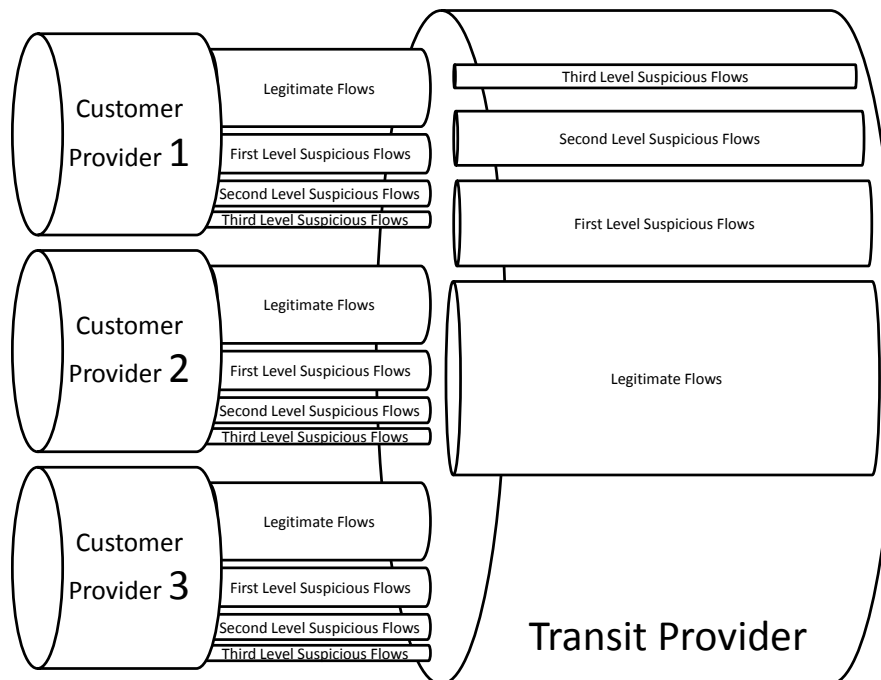 Customer
Provider 1
Legitimate Flows
First Level Suspicious Flows
Second Level Suspicious Flows
Third Level Suspicious Flows
Customer
Provider 2
Legitimate Flows
First Level Suspicious Flows
Second Level Suspicious Flows
Third Level Suspicious Flows
Customer
Provider 3
Legitimate Flows
First Level Suspicious Flows
Second Level Suspicious Flows
Third Level Suspicious Flows
Third Level Suspicious Flows
Second Level Suspicious Flows
First Level Suspicious Flows
Legitimate Flows
Transit Provider